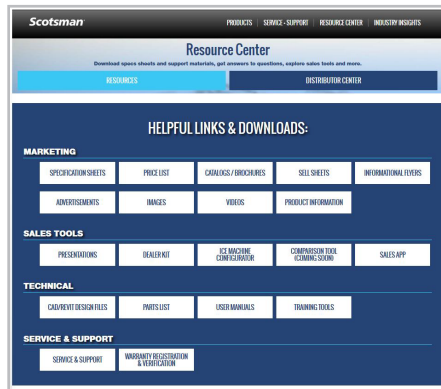 Scotsman
PRODUCTS | SERVICE + SUPPORT | RESOURCE CENTER | INDUSTRY INSIGHTS
Resource Center
Download specs sheets and support materials, get answers to questions, explore sales tools and more.
RESOURCES
DISTRIBUTOR CENTER
HELPFUL LINKS & DOWNLOADS:
MARKETING
SPECIFICATION SHEETS
PRICE LIST
CATALOGS / BROCHURES
SELL SHEETS
INFORMATIONAL FLYERS
ADVERTISEMENTS
IMAGES
VIDEOS
PRODUCT INFORMATION
SALES TOOLS
PRESENTATIONS
DEALER KIT
ICE MACHINE
CONFIGURATOR
COMPARISON TOOL
(COMING SOON)
SALES APP
TECHNICAL
CAD/REVIT DESIGN FILES
PARTS LIST
USER MANUALS
TRAINING TOOLS
SERVICE & SUPPORT
SERVICE & SUPPORT
WARRANTY REGISTRATION
& VERIFICATION